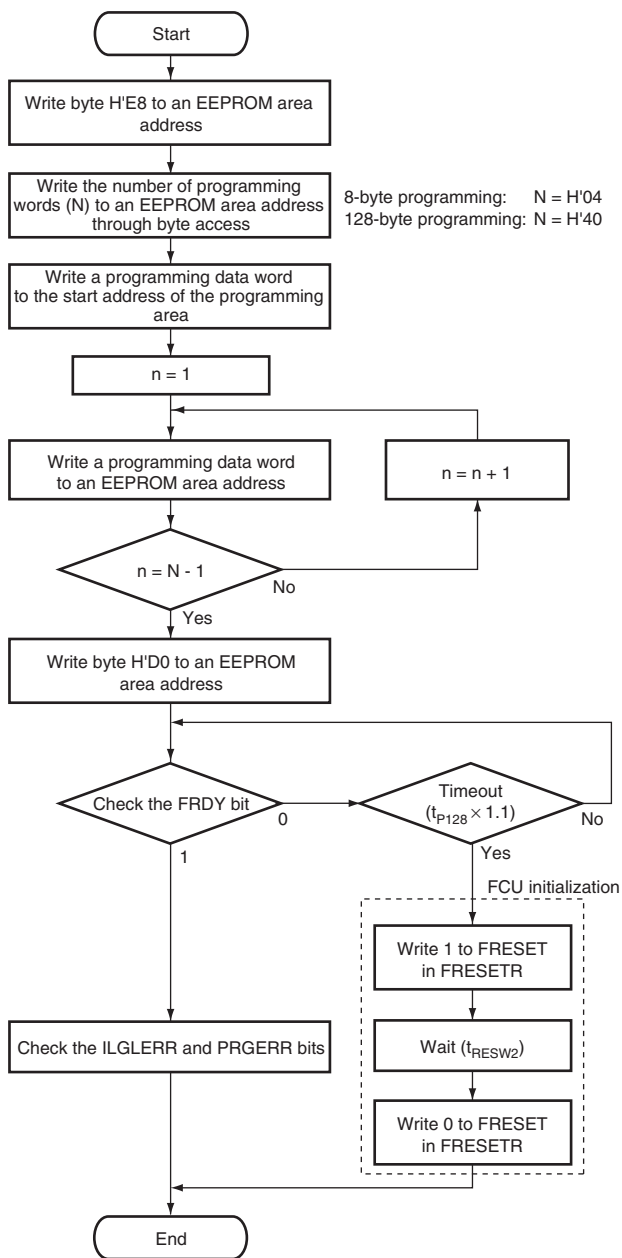 Start
Write byte H'E8 to an EEPROM area
address
Write the number of programming
words (N) to an EEPROM area address
through byte access
8-byte programming: N = H'04
128-byte programming: N = H'40
Write a programming data word
to the start address of the programming
area
n = 1
Write a programming data word
to an EEPROM area address
n = n + 1
n = N - 1
No
Yes
Write byte H'D0 to an EEPROM
area address
Check the FRDY bit
0
1
Timeout
(tP128 × 1.1)
No
Yes
FCU initialization
Write 1 to FRESET
in FRESETR
Wait (tRESW2)
Write 0 to FRESET
in FRESETR
Check the ILGLERR and PRGERR bits
End